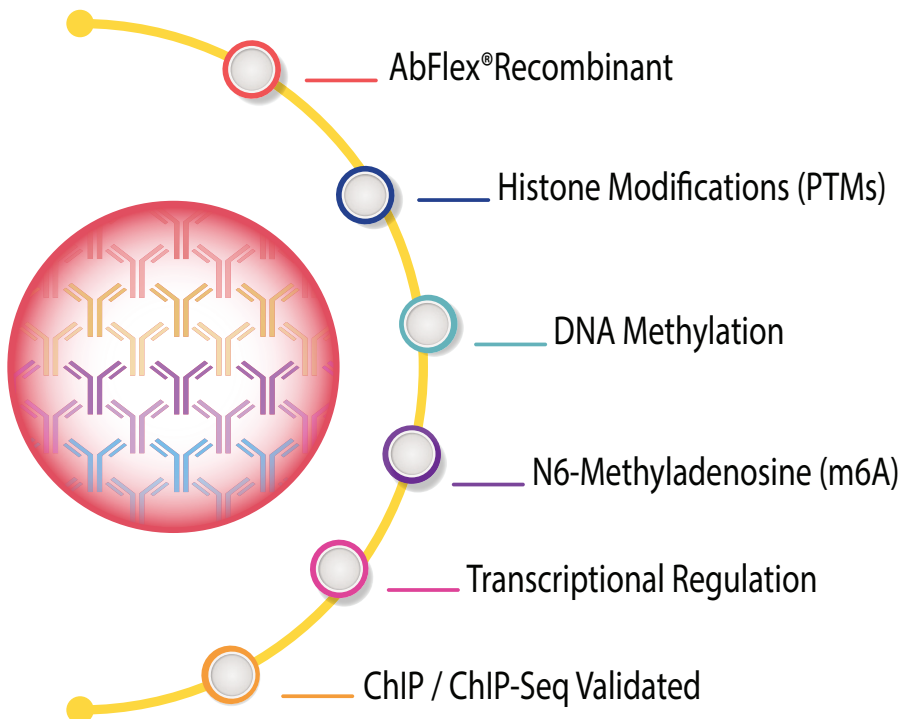 AbFlex®Recombinant
Histone Modifications (PTMs)
DNA Methylation
N6-Methyladenosine (m6A)
Transcriptional Regulation
ChIP / ChIP-Seq Validated